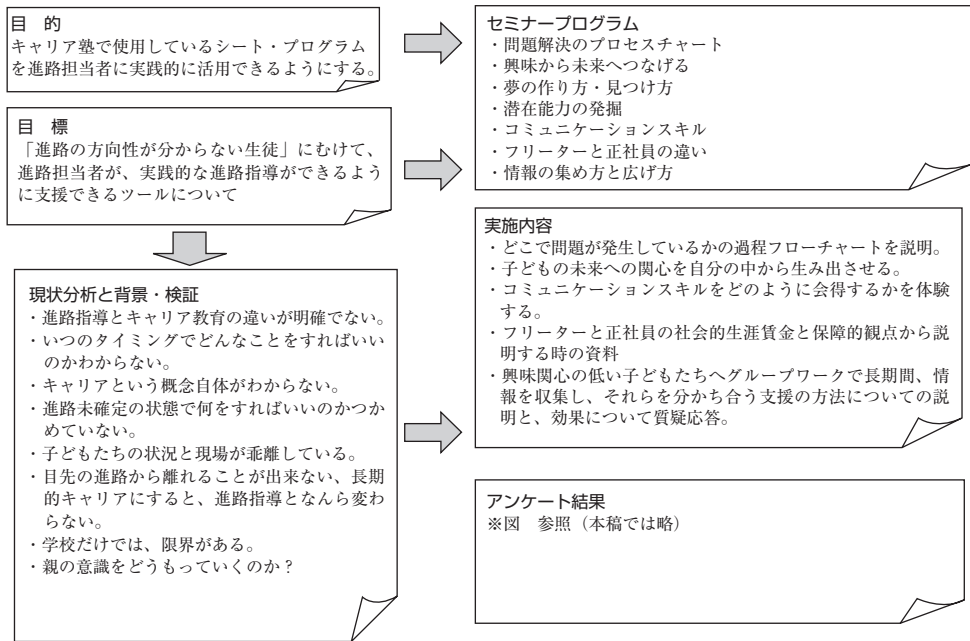 目　的
キャリア塾で使用しているシート・プログラム
を進路担当者に実践的に活用できるようにする。
目　標
「進路の方向性が分からない生徒」にむけて、
進路担当者が、実践的な進路指導ができるよう
に支援できるツールについて
現状分析と背景・検証
・進路指導とキャリア教育の違いが明確でない。
・いつのタイミングでどんなことをすればいい
のかわからない。
・キャリアという概念自体がわからない。
・進路未確定の状態で何をすればいいのかつか
めていない。
・子どもたちの状況と現場が乖離している。
・目先の進路から離れることが出来ない、長期
的キャリアにすると、進路指導となんら変わ
らない。
・学校だけでは、限界がある。
・親の意識をどうもっていくのか？
セミナープログラム
・問題解決のプロセスチャート
・興味から未来へつなげる
・夢の作り方・見つけ方
・潜在能力の発掘
・コミュニケーションスキル
・フリーターと正社員の違い
・情報の集め方と広げ方
実施内容
・どこで問題が発生しているかの過程フローチャートを説明。
・子どもの未来への関心を自分の中から生み出させる。
・コミュニケーションスキルをどのように会得するかを体験
する。
・フリーターと正社員の社会的生涯賃金と保障的観点から説
明する時の資料
・興味関心の低い子どもたちへグループワークで長期間、情
報を収集し、それらを分かち合う支援の方法についての説
明と、効果について質疑応答。
アンケート結果
※図　参照（本稿では略）